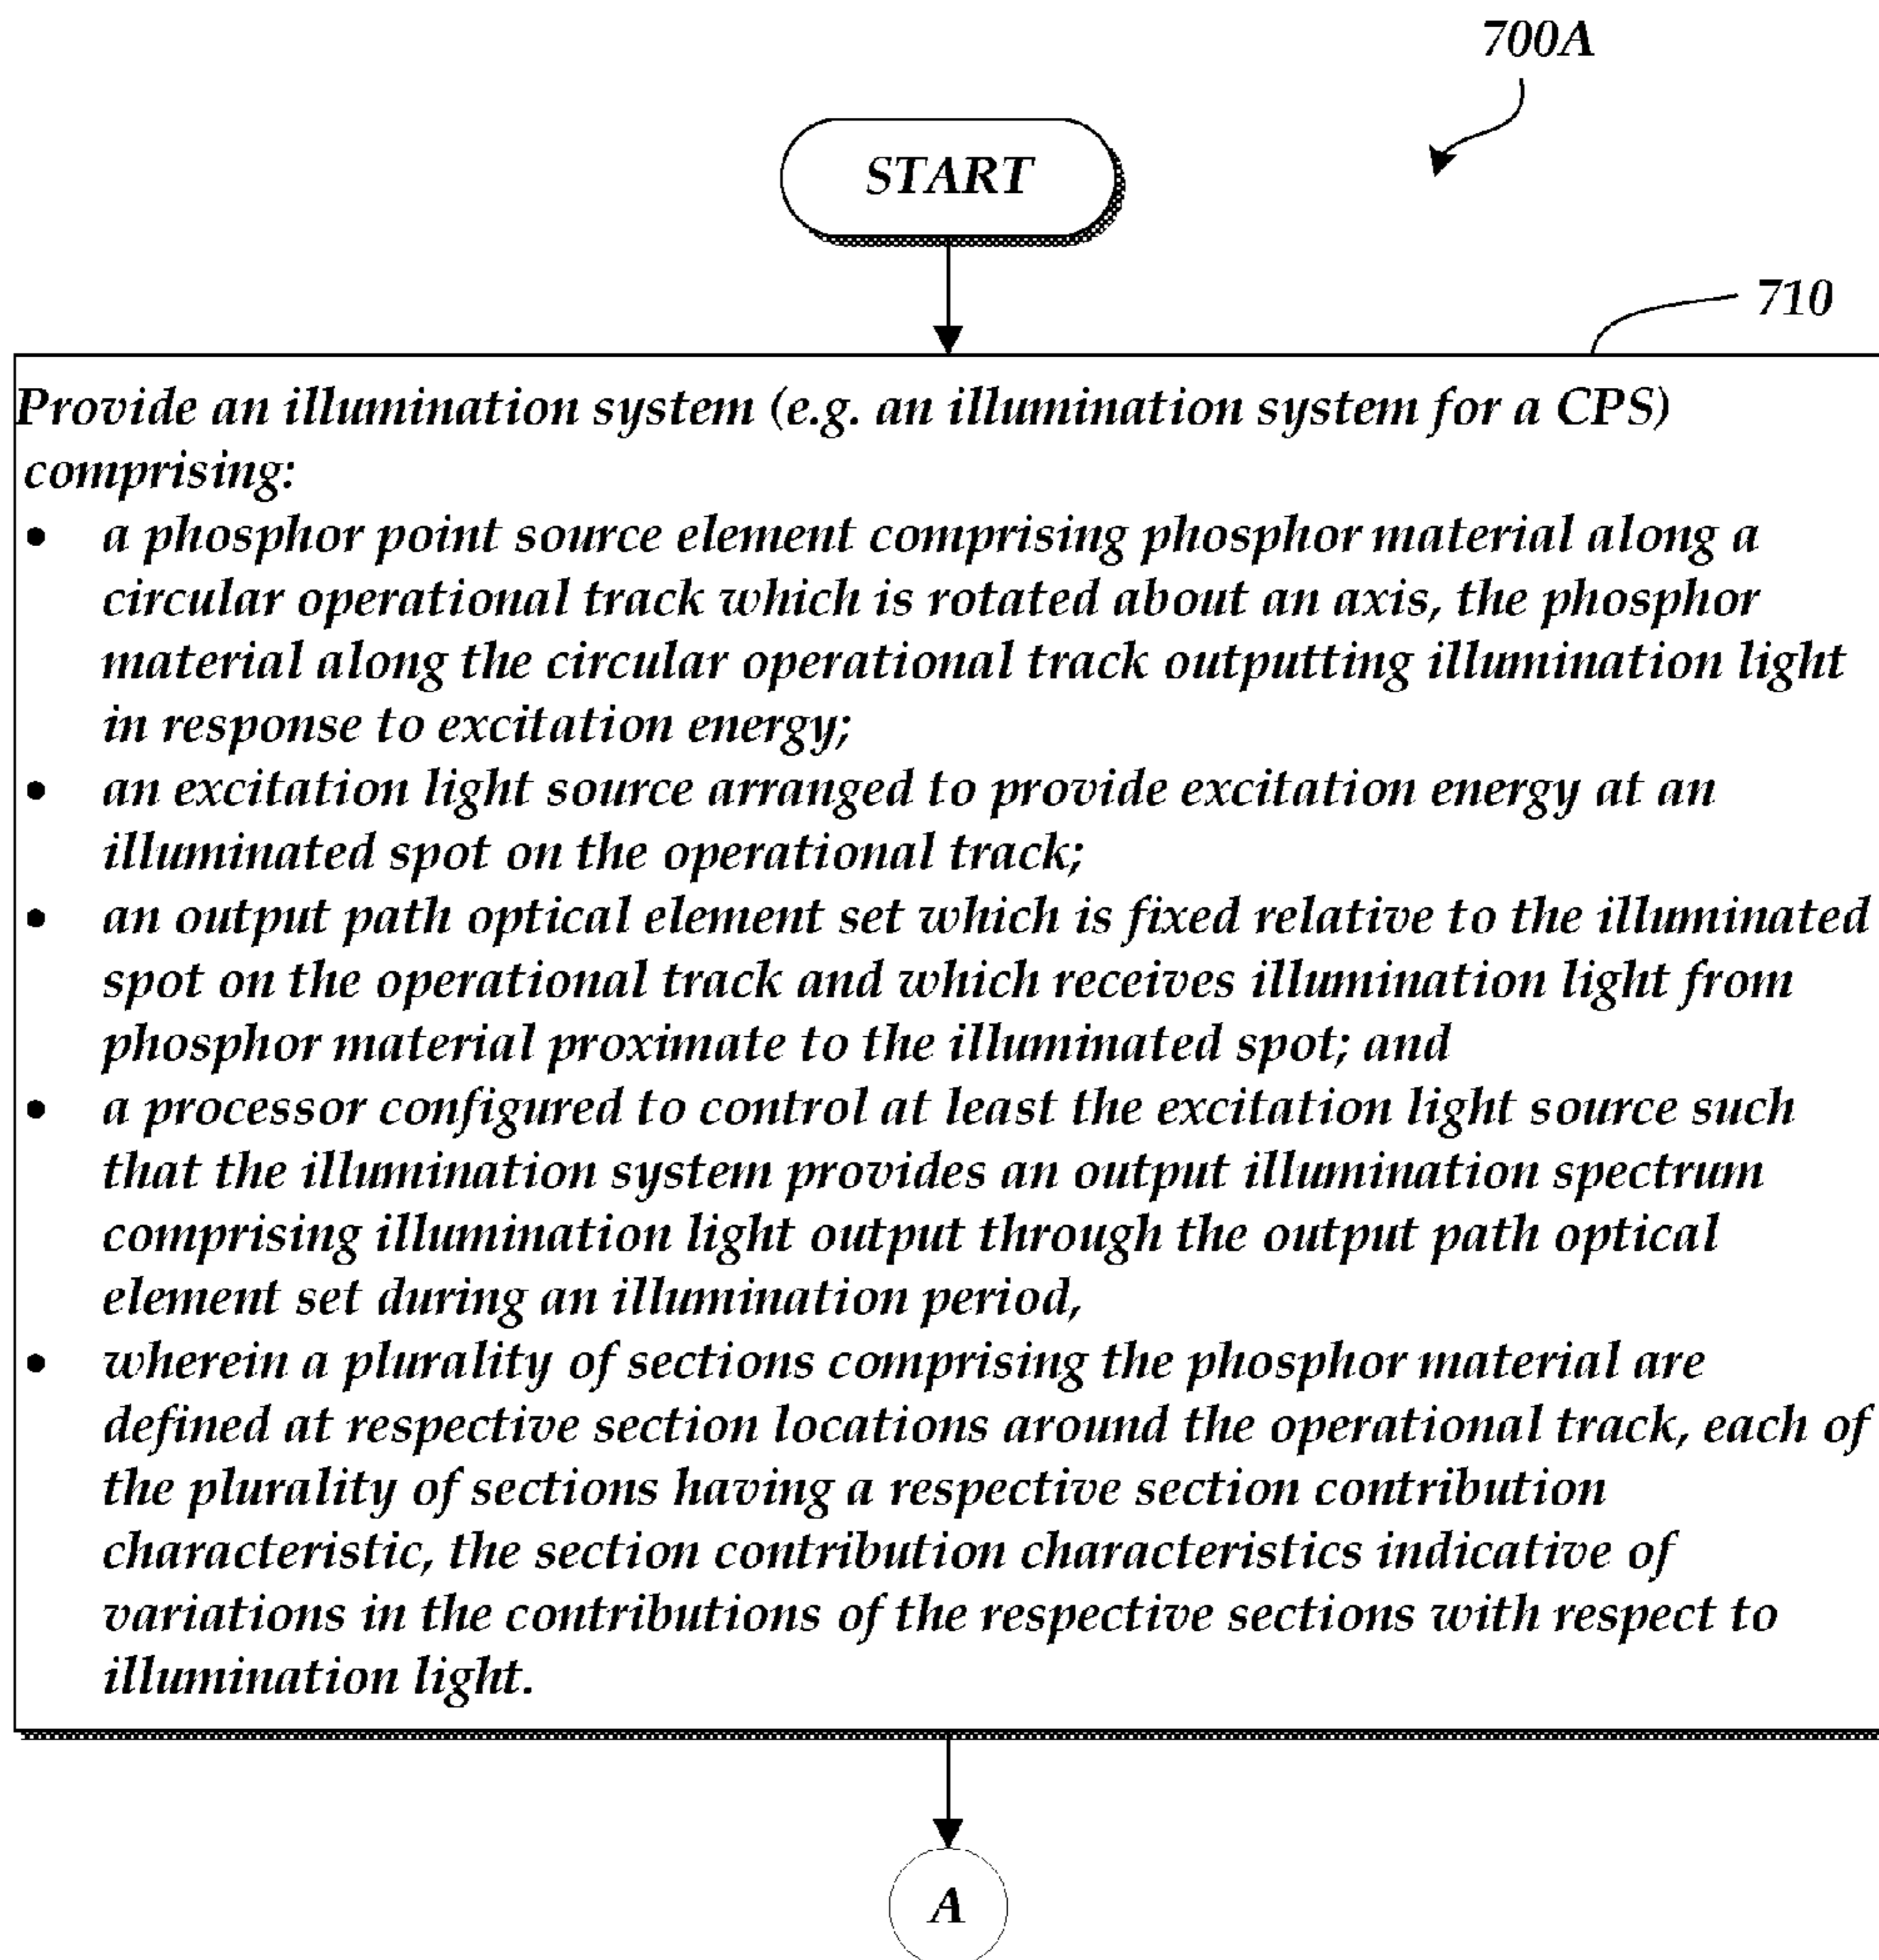 700A
START
710
Provide an illumination system (e.g. an illumination system for a CPS)
comprising:
• a phosphor point source element comprising phosphor material along a
circular operational track which is rotated about an axis, the phosphor
material along the circular operational track outputting illumination light
in response to excitation energy;
• an excitation light source arranged to provide excitation energy at an
illuminated spot on the operational track;
• an output path optical element set which is fixed relative to the illuminated
spot on the operational track and which receives illumination light from
phosphor material proximate to the illuminated spot; and
• a processor configured to control at least the excitation light source such
that the illumination system provides an output illumination spectrum
comprising illumination light output through the output path optical
element set during an illumination period,
• wherein a plurality of sections comprising the phosphor material are
defined at respective section locations around the operational track, each of
the plurality of sections having a respective section contribution
characteristic, the section contribution characteristics indicative of
variations in the contributions of the respective sections with respect to
illumination light.
A